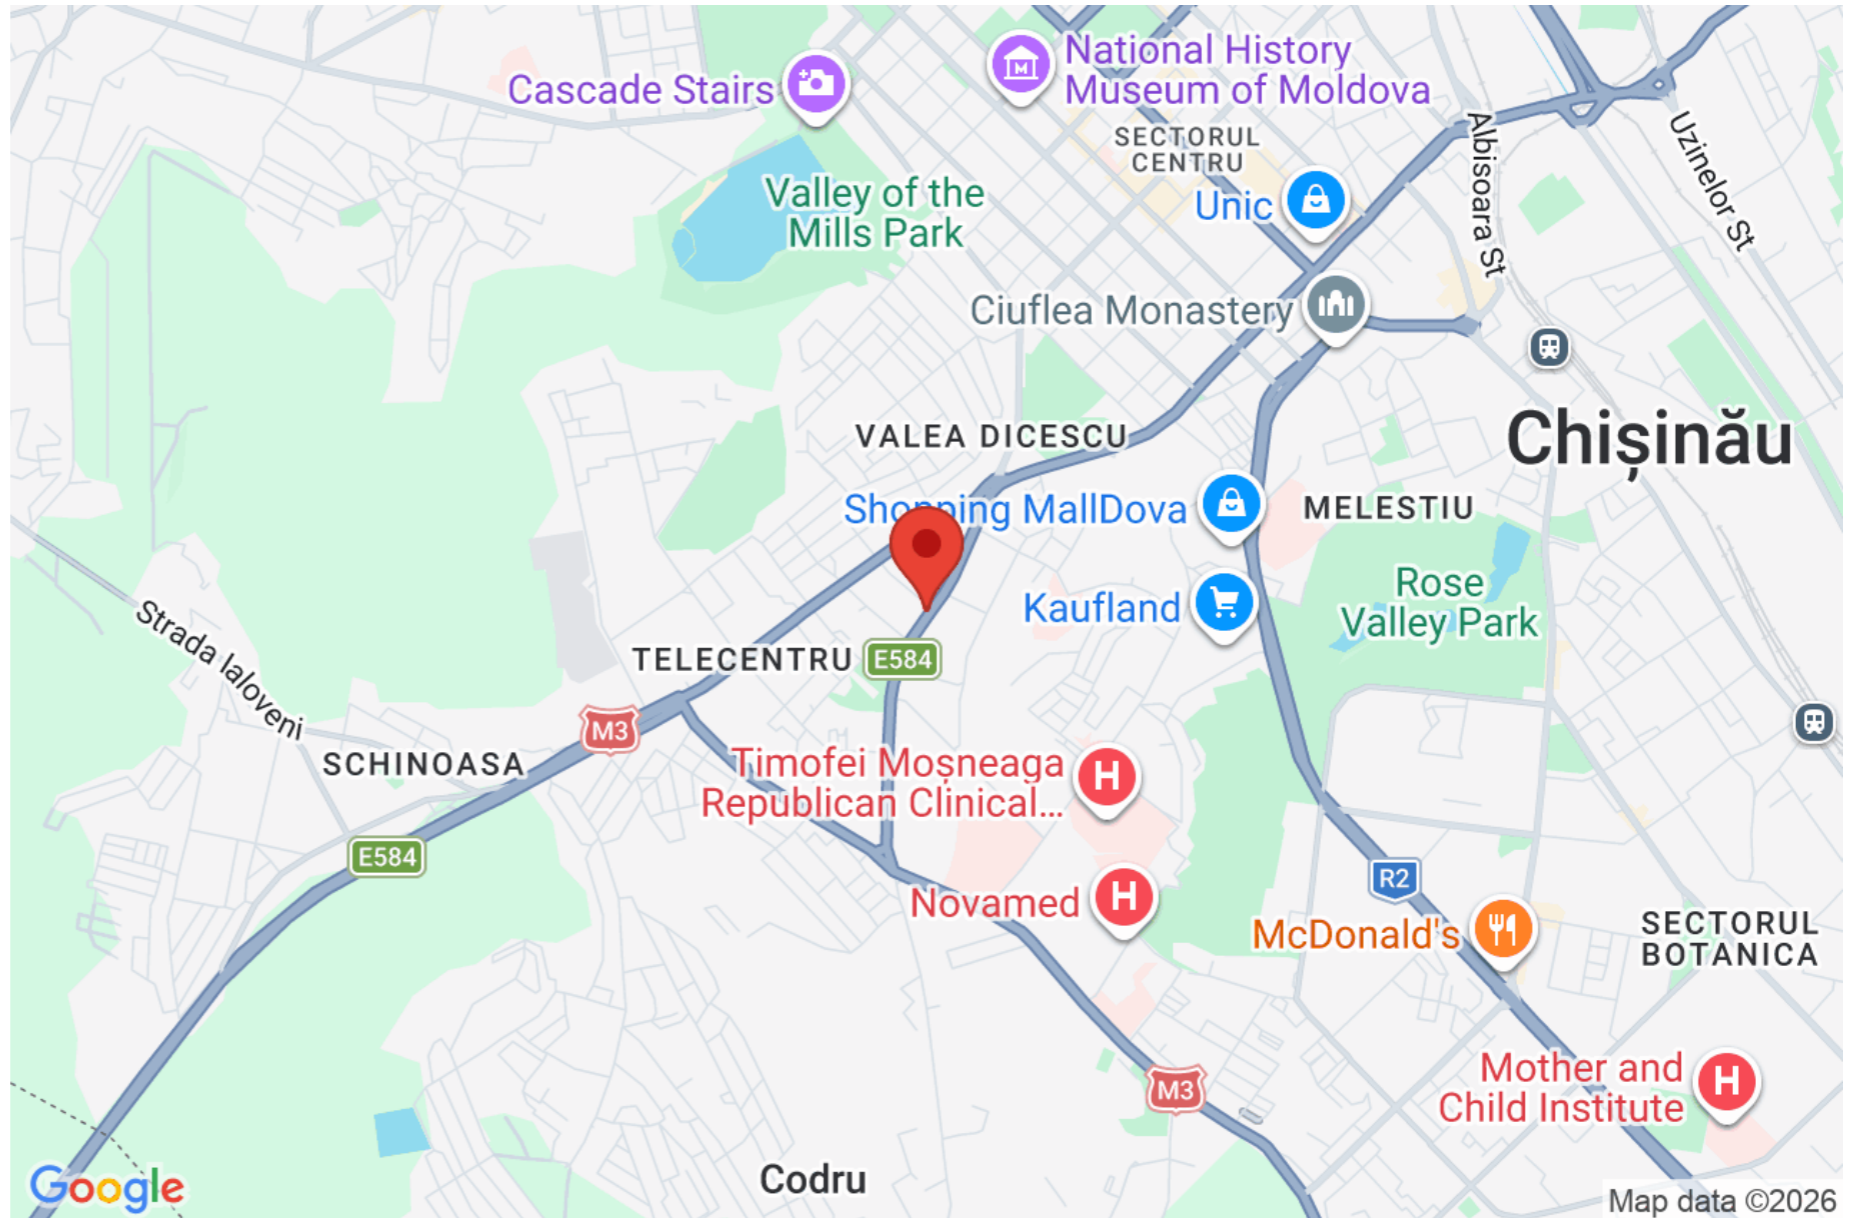 Cascade Stairs
National History
Museum of Moldova
SECTORUL
CENTRU
Albisoara St
Uzinelor St
Valley of the
Mills Park
Unic
Ciuflea Monastery
Chișinău
VALEA DICESCU
Shopping MallDova
MELESTIU
Rose
Valley Park
Kaufland
Strada Ialoveni
TELECENTRU
E584
M3
SCHINOASA
Timofei Moșneaga
Republican Clinical...
E584
R2
Novamed
McDonald's
SECTORUL
BOTANICA
M3
Mother and
Child Institute
Codru
Google
Map data ©2026